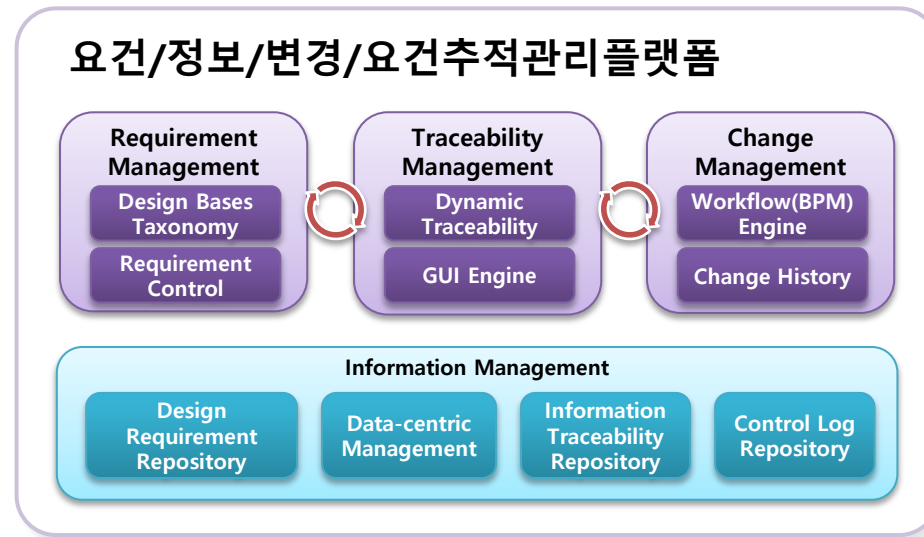 요건/정보/변경/요건추적관리플랫폼
Requirement
Management
Design Bases
Taxonomy
Requirement
Control
Traceability
Management
Dynamic
Traceability
GUI Engine
Change
Management
Workflow(BPM)
Engine
Change History
Information Management
Design
Requirement
Repository
Data-centric
Management
Information
Traceability
Repository
Control Log
Repository